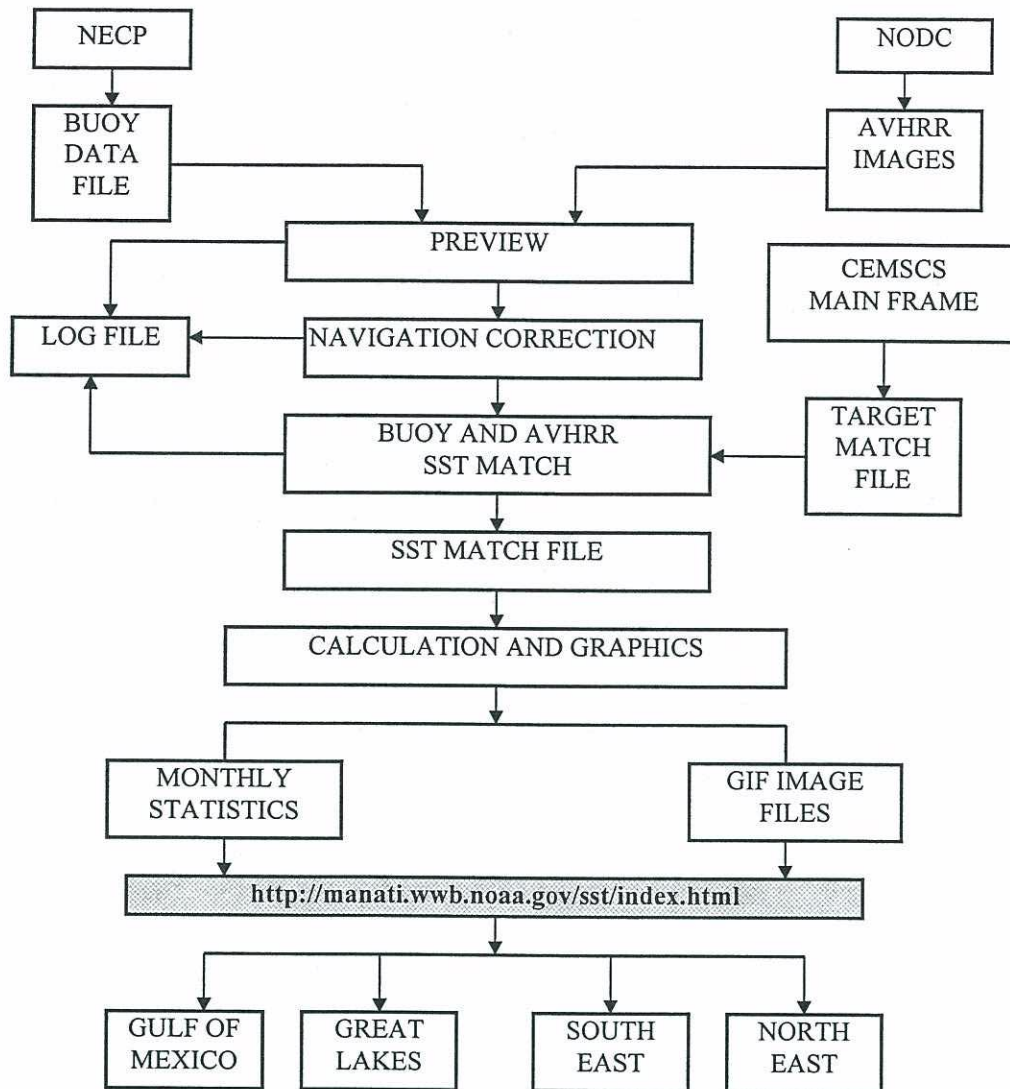 NECP
NODC
BUOY
DATA
FILE
AVHRR
IMAGES
PREVIEW
CEMSCS
MAIN FRAME
LOG FILE
NAVIGATION CORRECTION
BUOY AND AVHRR
SST MATCH
TARGET
MATCH
FILE
SST MATCH FILE
CALCULATION AND GRAPHICS
MONTHLY
STATISTICS
GIF IMAGE
FILES
http://manati.wwb.noaa.gov/sst/index.html
GULF OF
MEXICO
GREAT
LAKES
SOUTH
EAST
NORTH
EAST